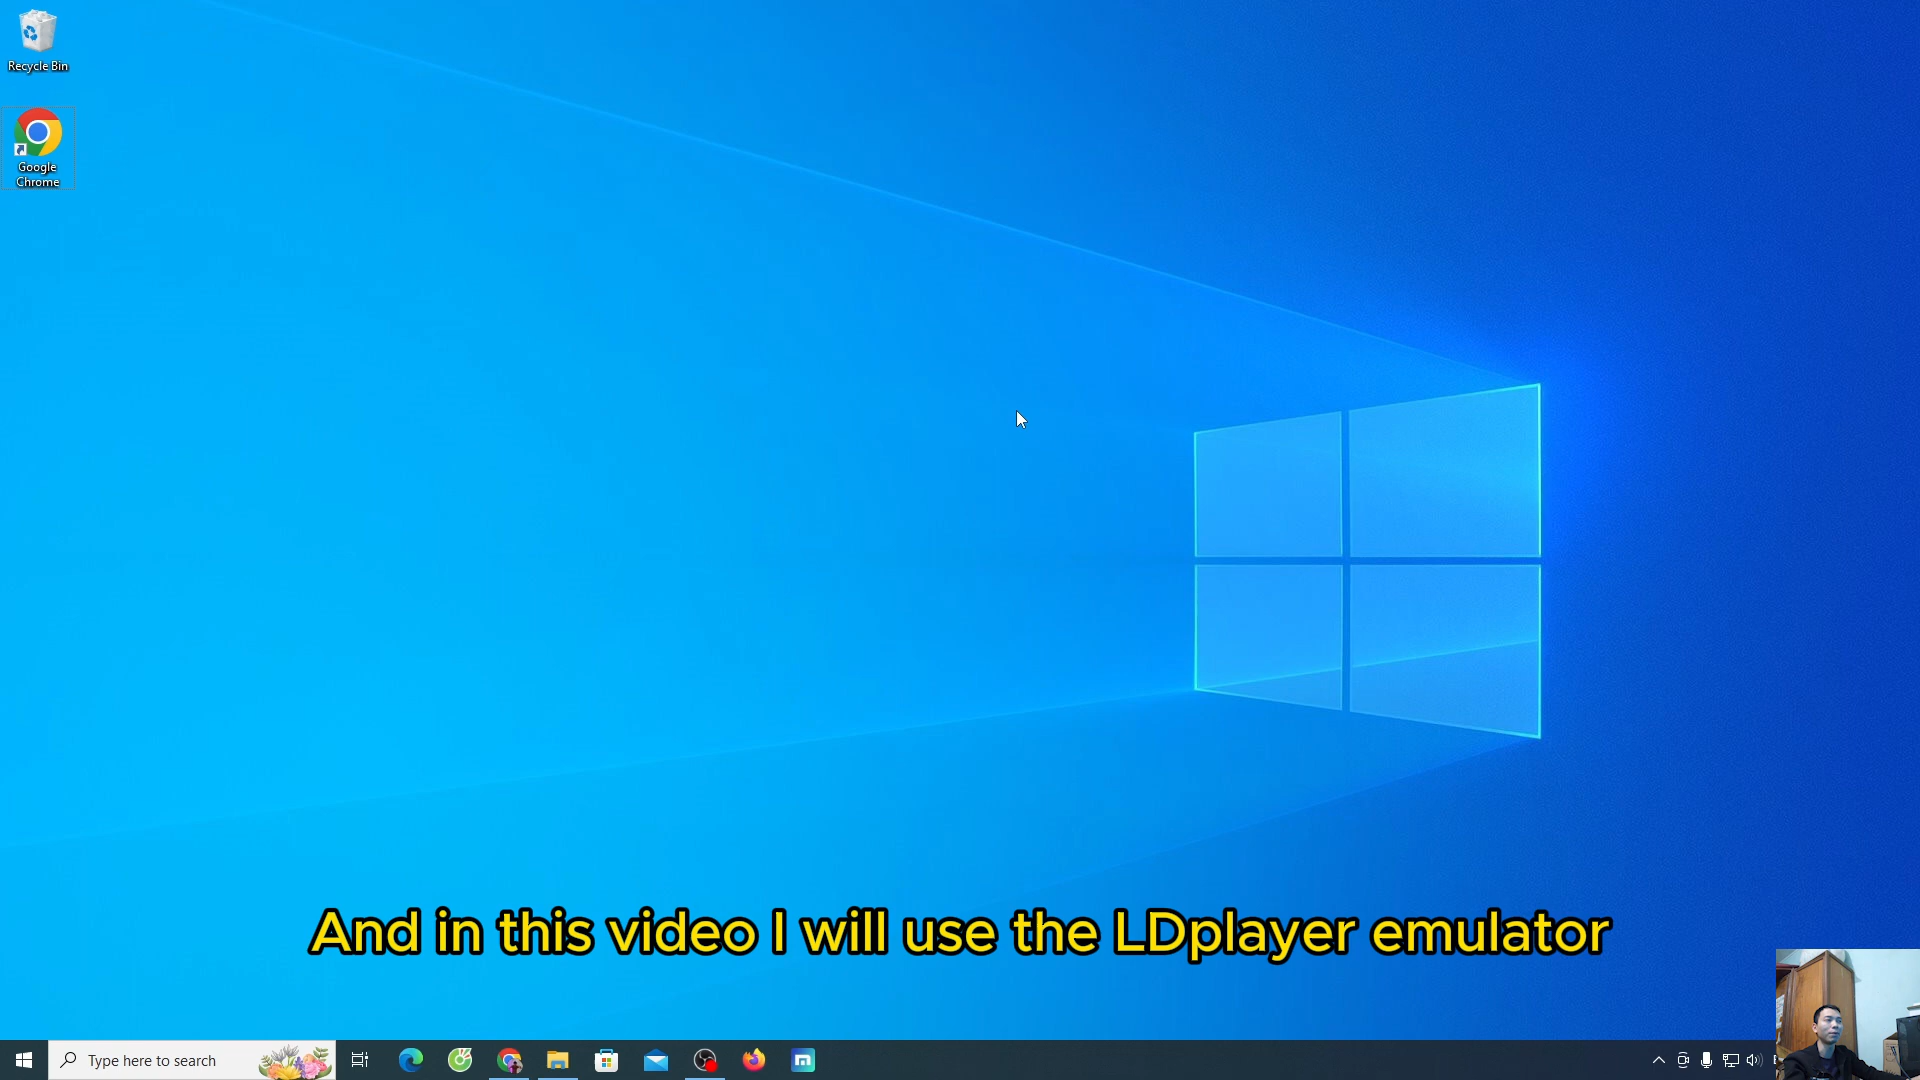 Recycle Bin
Google
Chrome
And in this video I will use the LDplayer emulator
Type here to search